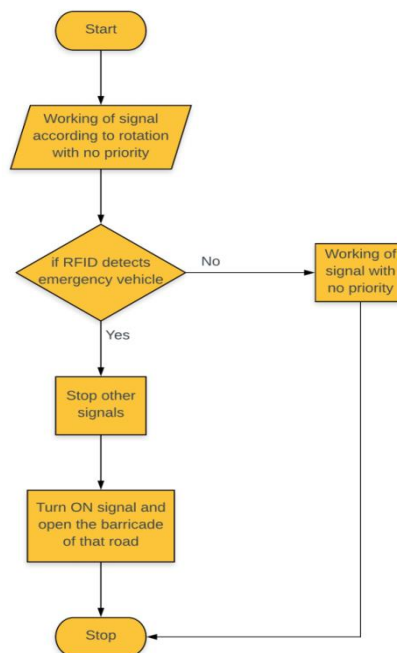 Start
Working of signal
according to rotation
with no priority
if RFID detects
emergency vehicle
No
Working of
signal with
no priority
Yes
Stop other
signals
Turn ON signal and
open the barricade
of that road
Stop